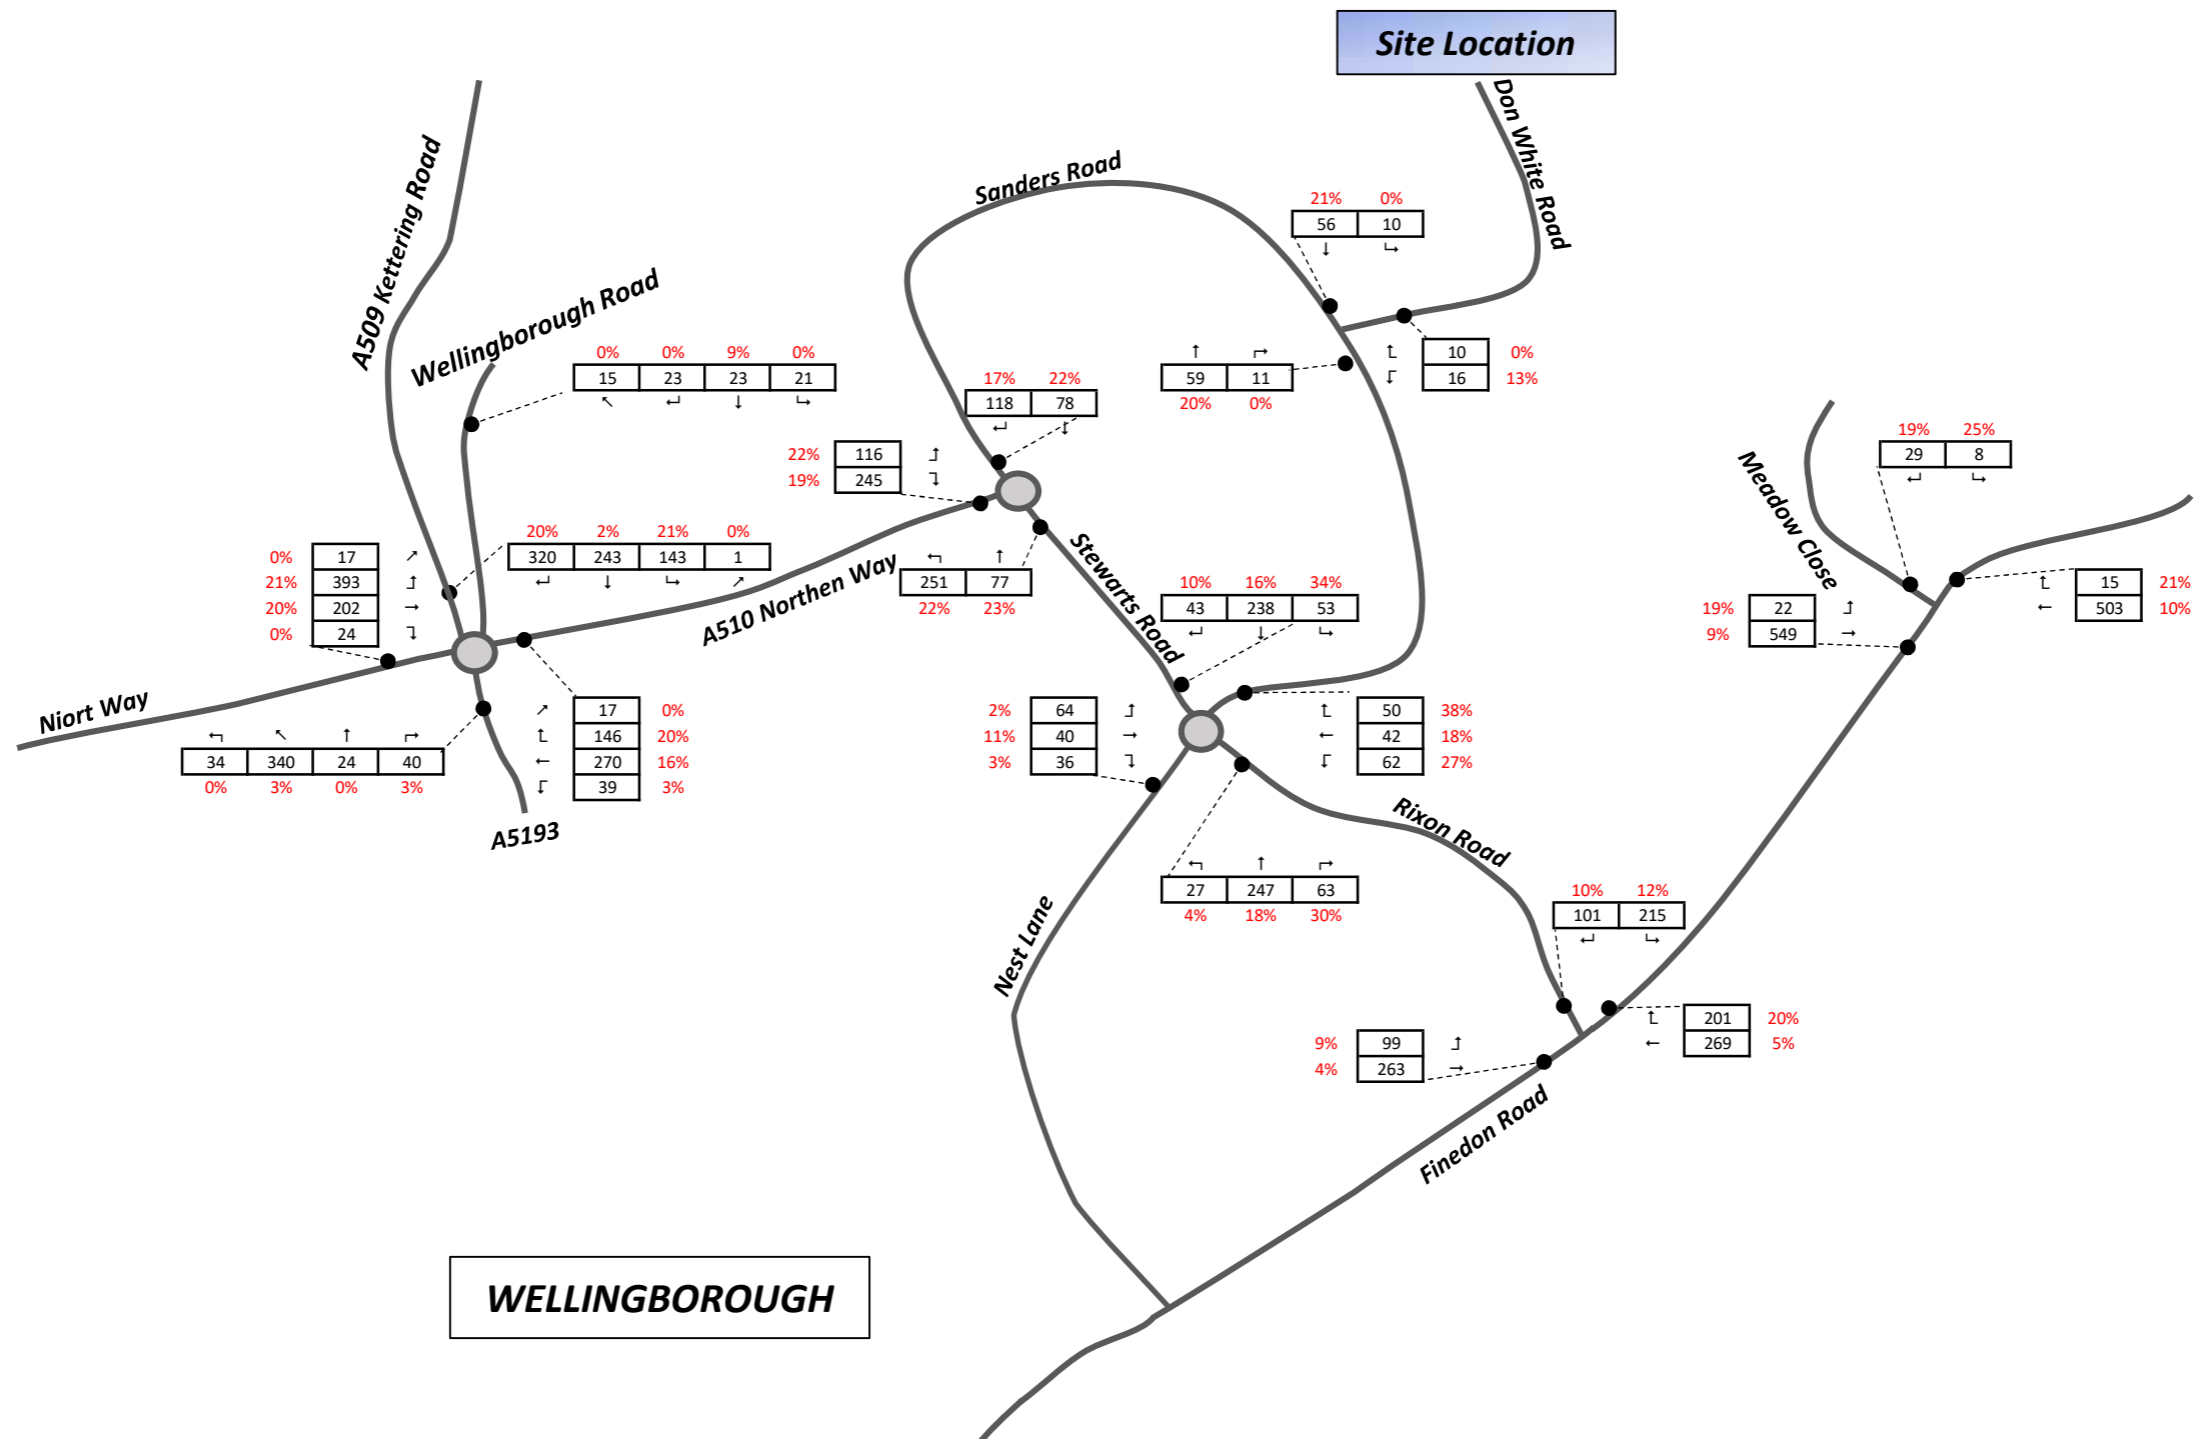 Site Location
Don White Road
Sanders Road
A509 Kettering Road
Wellingborough Road
21% 0%
56 10
↓ ↳
0% 0% 9% 0%
15 23 23 21
↖ ↵ ↓ ↳
↑ ↱
59 11
20% 0%
↑ 10 0%
↓ 16 13%
17% 22%
118 78
↵ ↓
22% 116
19% 245
19% 25%
29 8
↵ ↳
Meadow Close
20% 2% 21% 0%
320 243 143 1
↵ ↓ ↳ ↗
0% 17 ↗
21% 393
20% 202 →
0% 24
A510 Northen Way
↰ ↑
251 77
22% 23%
Stewarts Road
10% 16% 34%
43 238 53
↵ ↓ ↳
15 21%
← 503 10%
19% 22
9% 549 →
Niort Way
↰ ↖ ↑ ↱
34 340 24 40
0% 3% 0% 3%
↗ 17 0%
146 20%
← 270 16%
39 3%
A5193
2% 64
11% 40 →
3% 36
50 38%
← 42 18%
62 27%
Rixon Road
↰ ↑ ↱
27 247 63
4% 18% 30%
Nest Lane
10% 12%
101 215
↵ ↳
201 20%
← 269 5%
9% 99
4% 263 →
Finedon Road
WELLINGBOROUGH